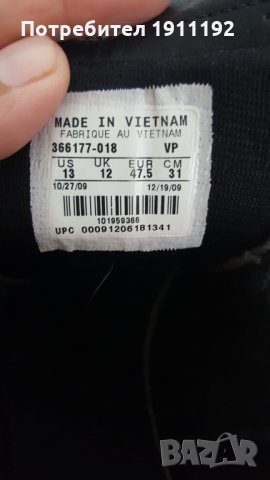 Потребител 1911192
MADE IN VIETNAM
FABRIQUE AU VIETNAM
366177-018 VP
US UK EUR CM
13 12 47.5 31
10/27/09 12/19/09
101959366
UPC 00091206181341
BAZAR